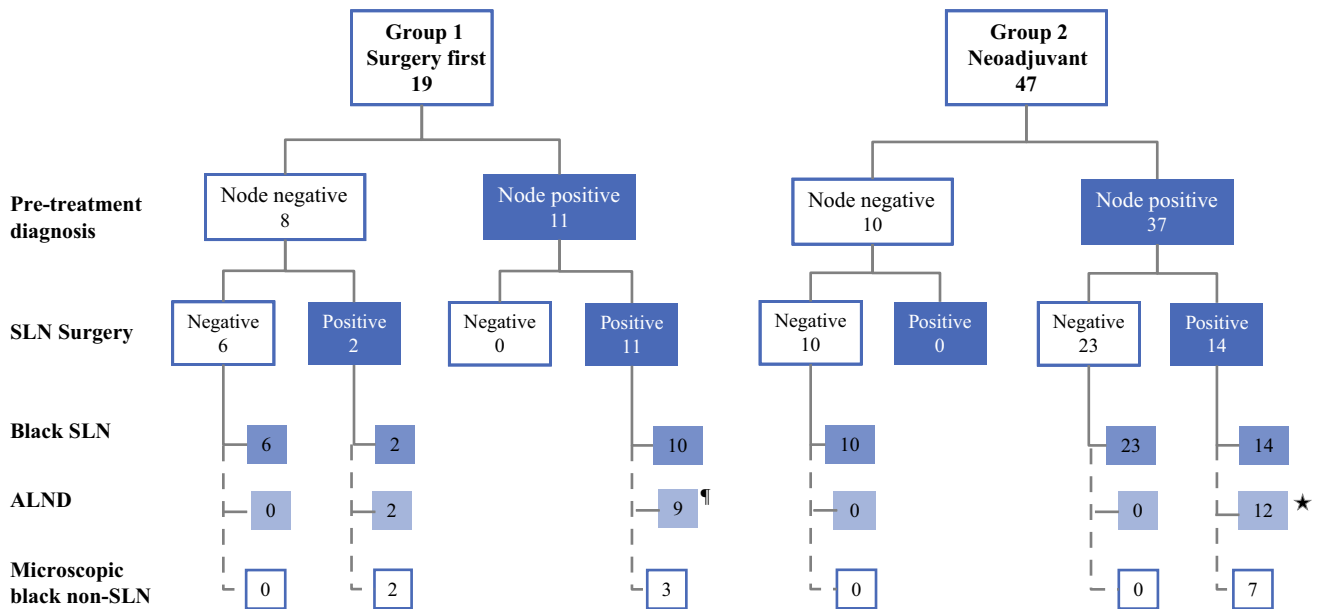 Group 1
Surgery first
19
Group 2
Neoadjuvant
47
Pre-treatment
diagnosis
Node negative
8
Node positive
11
Node negative
10
Node positive
37
SLN Surgery
Negative
6
Positive
2
Negative
0
Positive
11
Negative
10
Positive
0
Negative
23
Positive
14
Black SLN
6
2
10
10
23
14
ALND
0
2
9 ¶
0
0
12 ★
Microscopic
black non-SLN
0
2
3
0
0
7